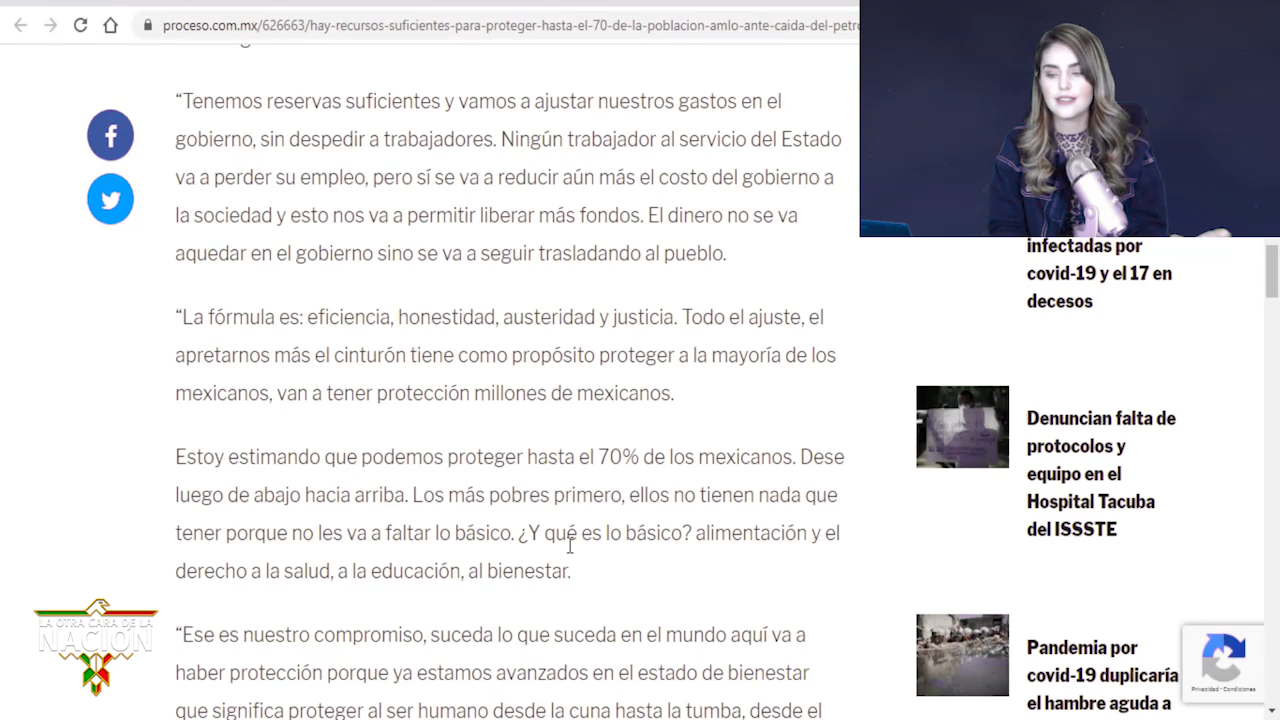 proceso.com.mx/626663/hay-recursos-suficientes-para-proteger-hasta-el-70-de-la-poblacion-amlo-ante-caida-del-petro
“Tenemos reservas suficientes y vamos a ajustar nuestros gastos en el
gobierno, sin despedir a trabajadores. Ningún trabajador al servicio del Estado
va a perder su empleo, pero sí se va a reducir aún más el costo del gobierno a
la sociedad y esto nos va a permitir liberar más fondos. El dinero no se va
aquedar en el gobierno sino se va a seguir trasladando al pueblo.
“La fórmula es: eficiencia, honestidad, austeridad y justicia. Todo el ajuste, el
apretarnos más el cinturón tiene como propósito proteger a la mayoría de los
mexicanos, van a tener protección millones de mexicanos.
Estoy estimando que podemos proteger hasta el 70% de los mexicanos. Dese
luego de abajo hacia arriba. Los más pobres primero, ellos no tienen nada que
tener porque no les va a faltar lo básico. ¿Y qué es lo básico? alimentación y el
derecho a la salud, a la educación, al bienestar.
“Ese es nuestro compromiso, suceda lo que suceda en el mundo aquí va a
haber protección porque ya estamos avanzados en el estado de bienestar
que significa proteger al ser humano desde la cuna hasta la tumba, desde el
infectadas por
covid-19 y el 17 en
decesos
Denuncian falta de
protocolos y
equipo en el
Hospital Tacuba
del ISSSTE
Pandemia por
covid-19 duplicaría
el hambre aguda a
LA OTRA CARA DE LA
NACIÓN
Privacidad - Condiciones